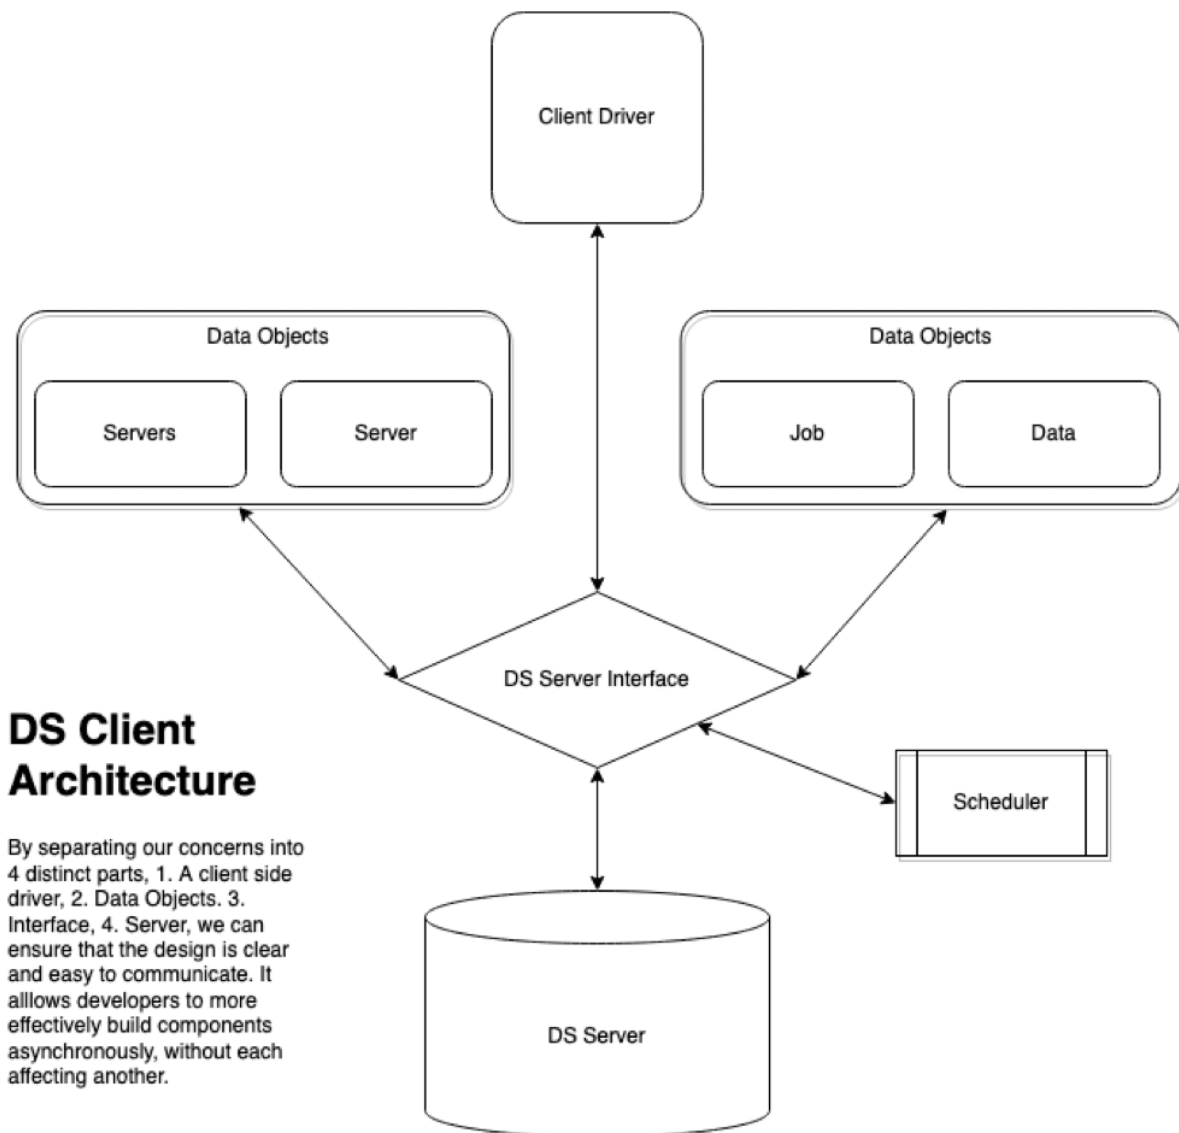 Client Driver
Data Objects
Servers
Server
Data Objects
Job
Data
DS Server Interface
Scheduler
DS Server
DS Client
Architecture
By separating our concerns into
4 distinct parts, 1. A client side
driver, 2. Data Objects. 3.
Interface, 4. Server, we can
ensure that the design is clear
and easy to communicate. It
alllows developers to more
effectively build components
asynchronously, without each
affecting another.